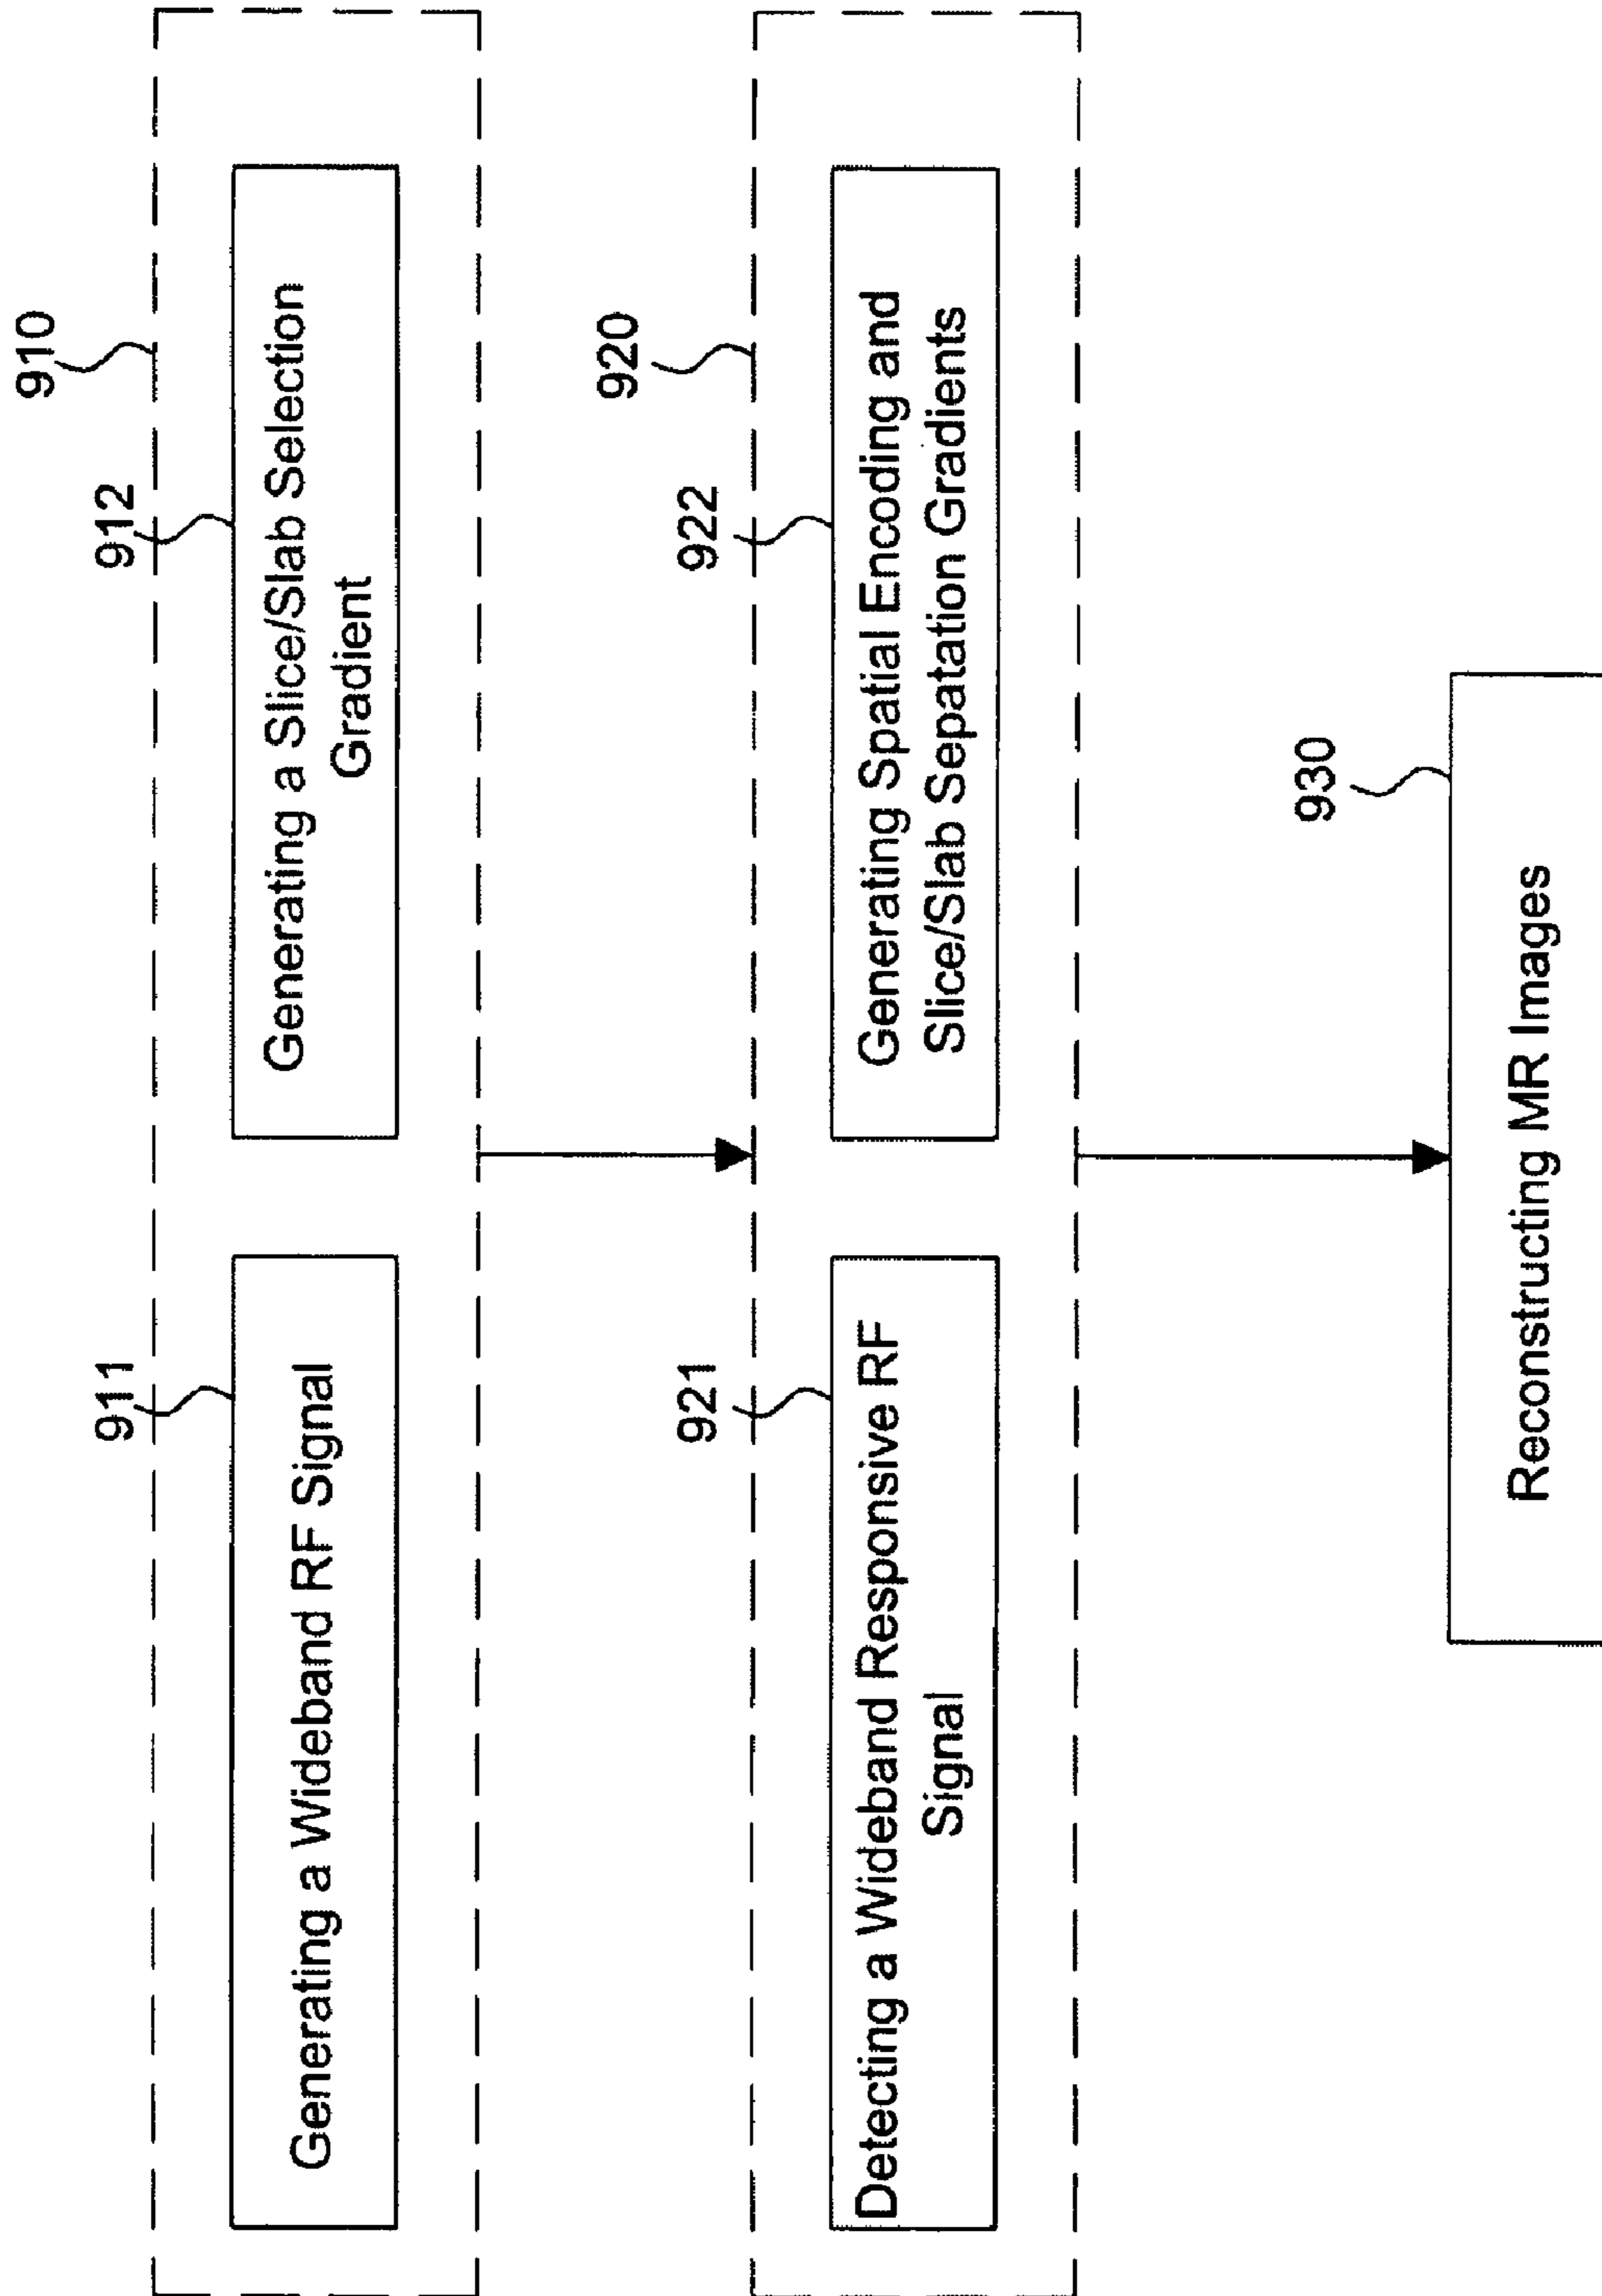 910
911
Generating a Wideband RF Signal
912
Generating a Slice/Slab Selection
Gradient
920
921
Detecting a Wideband Responsive RF
Signal
922
Generating Spatial Encoding and
Slice/Slab Sepatation Gradients
930
Reconstructing MR Images